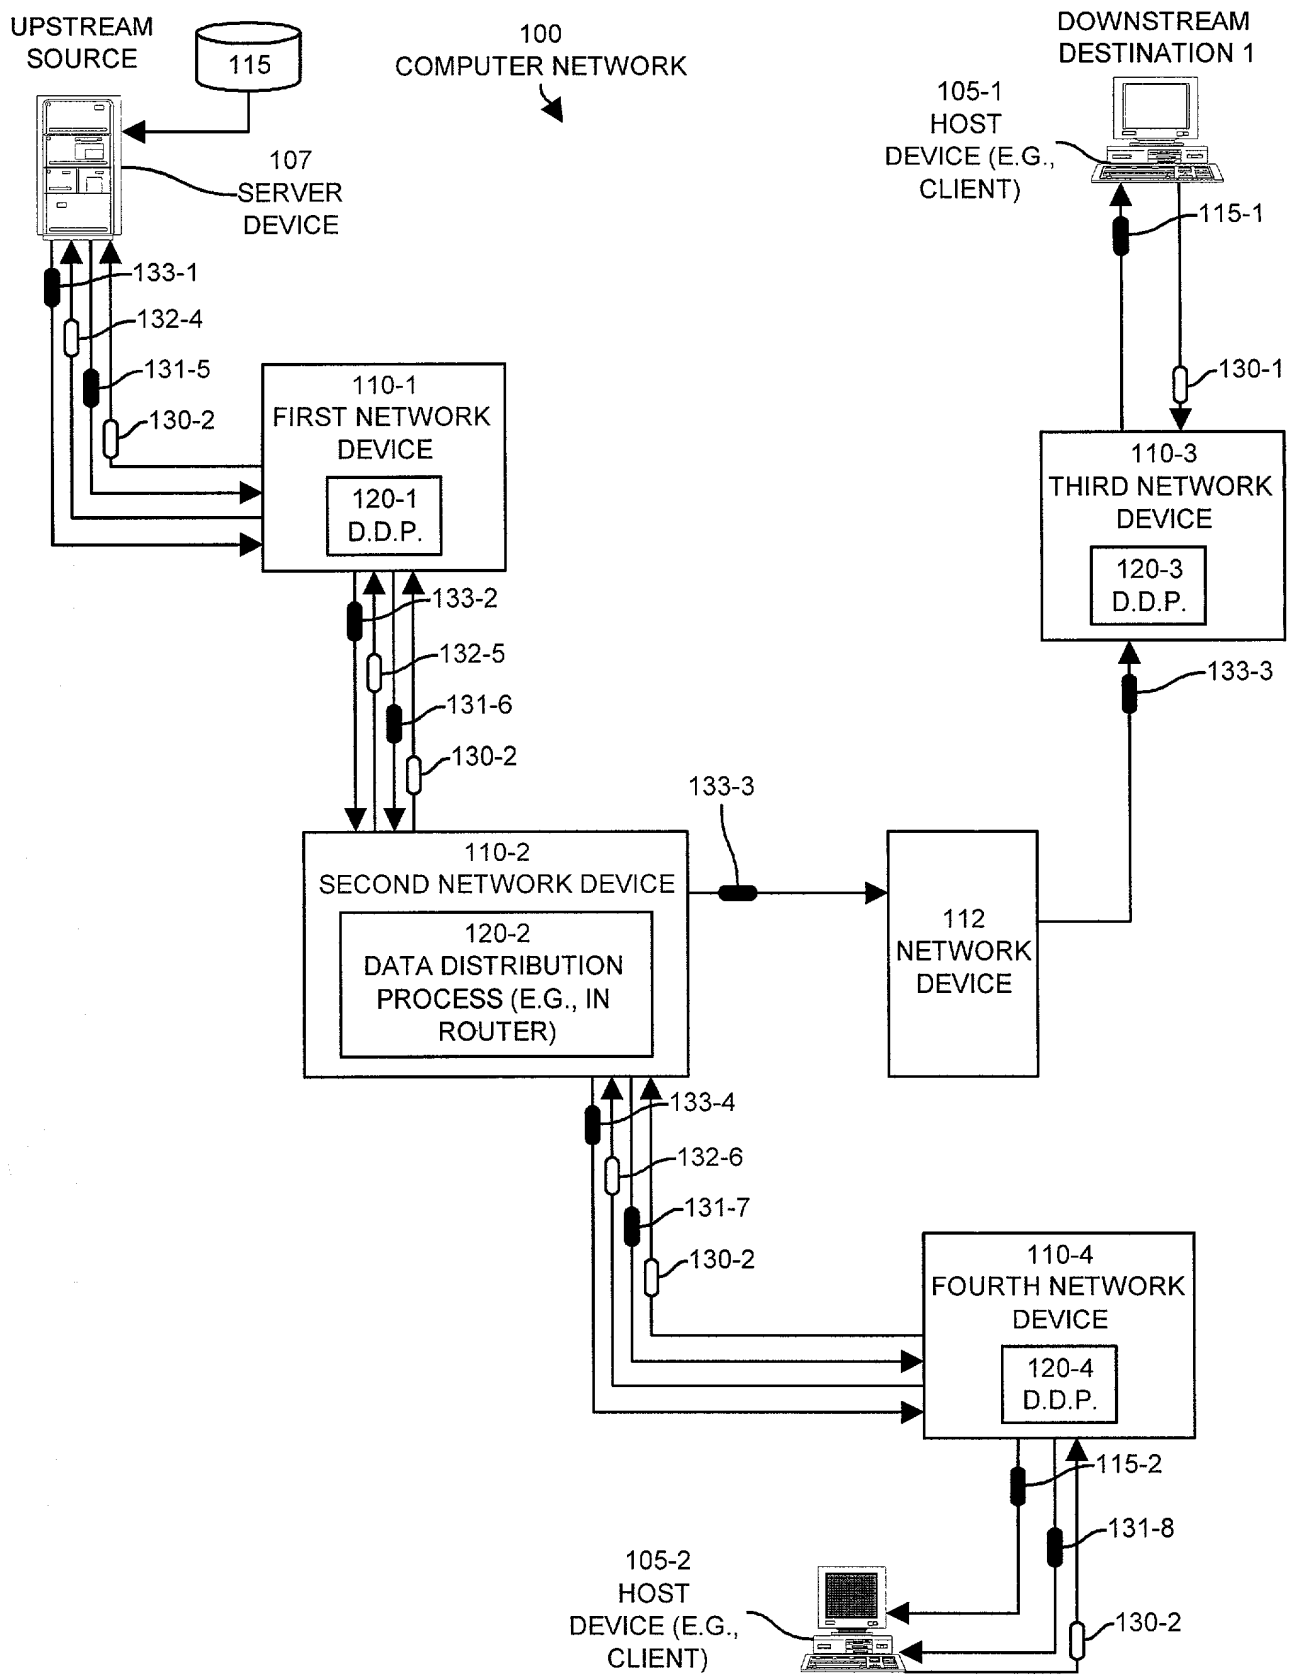 UPSTREAM
SOURCE
115
100
COMPUTER NETWORK
DOWNSTREAM
DESTINATION 1
105-1
HOST
DEVICE (E.G.,
CLIENT)
107
SERVER
DEVICE
115-1
133-1
132-4
131-5
130-2
130-1
110-1
FIRST NETWORK
DEVICE
120-1
D.D.P.
110-3
THIRD NETWORK
DEVICE
120-3
D.D.P.
133-2
132-5
131-6
130-2
133-3
133-3
110-2
SECOND NETWORK DEVICE
120-2
DATA DISTRIBUTION
PROCESS (E.G., IN
ROUTER)
112
NETWORK
DEVICE
133-4
132-6
131-7
130-2
110-4
FOURTH NETWORK
DEVICE
120-4
D.D.P.
115-2
131-8
130-2
105-2
HOST
DEVICE (E.G.,
CLIENT)